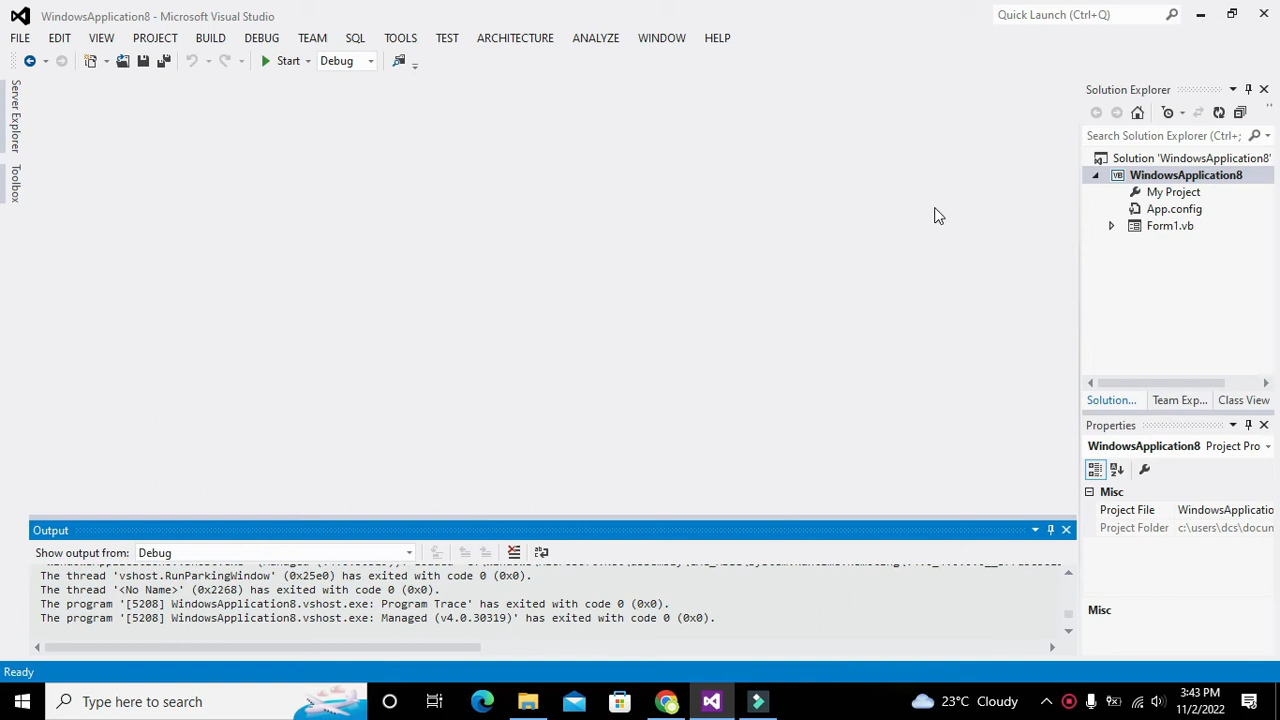 WindowsApplication8 - Microsoft Visual Studio
Quick Launch (Ctrl+Q)
FILE EDIT VIEW PROJECT BUILD DEBUG TEAM SQL TOOLS TEST ARCHITECTURE ANALYZE WINDOW HELP
Start Debug
Server Explorer
Toolbox
Solution Explorer
Search Solution Explorer (Ctrl+;
Solution 'WindowsApplication8'
VB WindowsApplication8
My Project
App.config
Form1.vb
Solution... Team Exp... Class View
Properties
WindowsApplication8 Project Pro
Misc
Project File WindowsApplicatio
Project Folder c:\users\dcs\docun
Misc
Output
Show output from: Debug
The thread 'vshost.RunParkingWindow' (0x25e0) has exited with code 0 (0x0).
The thread '<No Name>' (0x2268) has exited with code 0 (0x0).
The program '[5208] WindowsApplication8.vshost.exe: Program Trace' has exited with code 0 (0x0).
The program '[5208] WindowsApplication8.vshost.exe: Managed (v4.0.30319)' has exited with code 0 (0x0).
Ready
Type here to search
23°C Cloudy
3:43 PM
11/2/2022